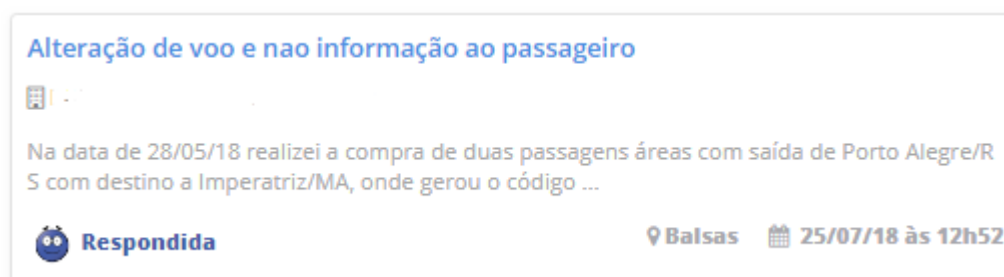 Alteração de voo e nao informação ao passageiro
-
Na data de 28/05/18 realizei a compra de duas passagens áreas com saída de Porto Alegre/R
S com destino a Imperatriz/MA, onde gerou o código ...
Respondida Balsas 25/07/18 às 12h52